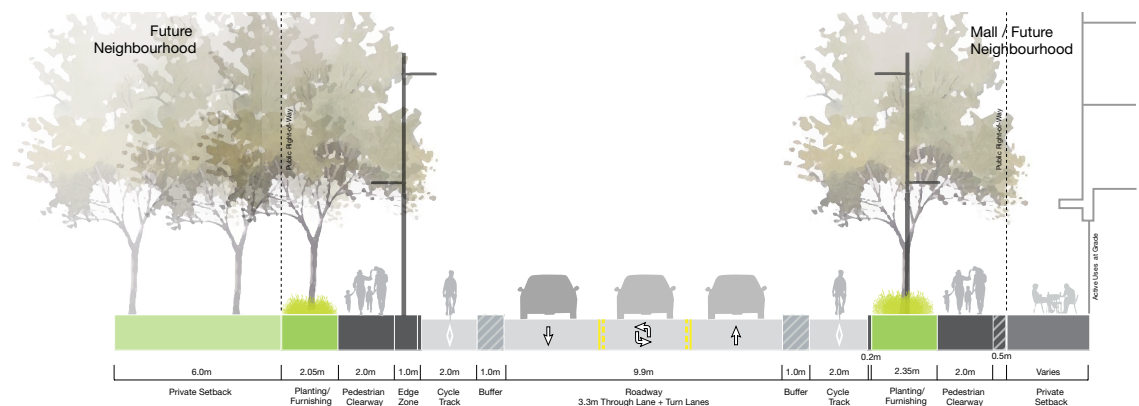 Future
Neighbourhood
Mall / Future
Neighbourhood
Public Right-of-Way
Public Right-of-Way
Active Uses at Grade
0.2m
0.5m
6.0m
2.05m
2.0m
1.0m
2.0m
1.0m
9.9m
1.0m
2.0m
2.35m
2.0m
Varies
Private Setback
Planting/
Furnishing
Pedestrian
Clearway
Edge
Zone
Cycle
Track
Buffer
Roadway
3.3m Through Lane + Turn Lanes
Buffer
Cycle
Track
Planting/
Furnishing
Pedestrian
Clearway
Private
Setback